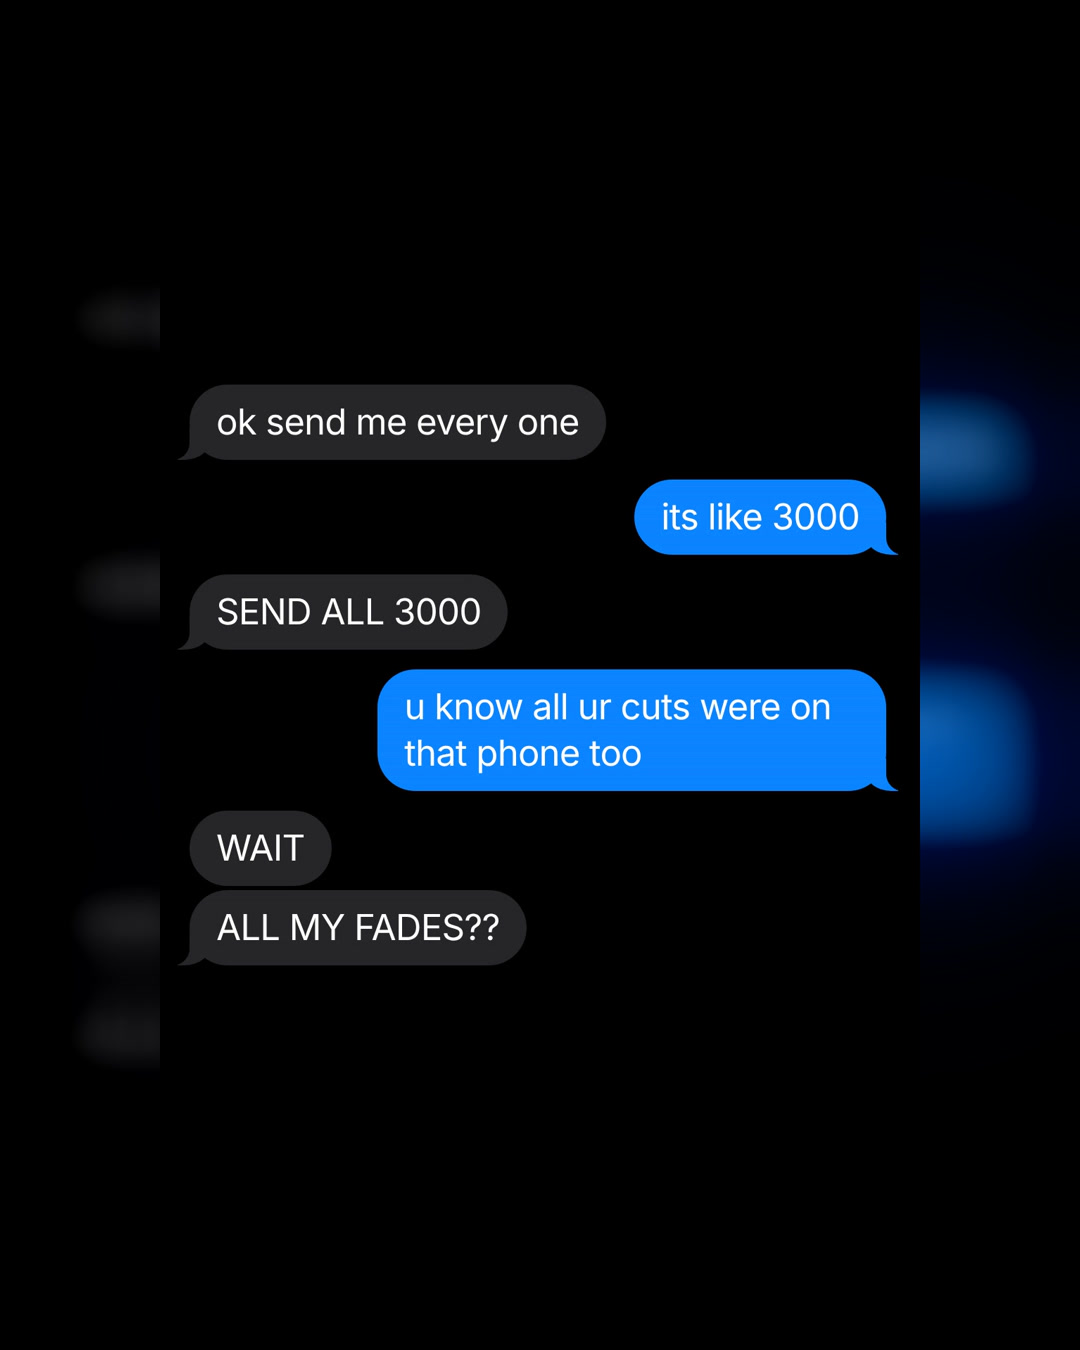 ok send me every one
its like 3000
SEND ALL 3000
u know all ur cuts were on
that phone too
WAIT
ALL MY FADES??